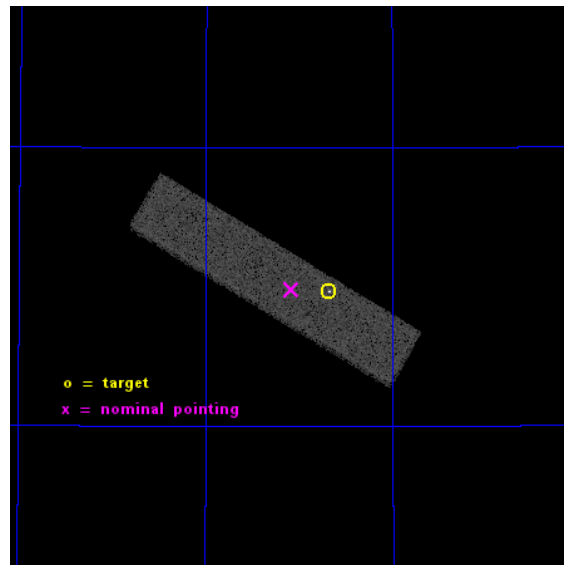 o = target
x = nominal pointing